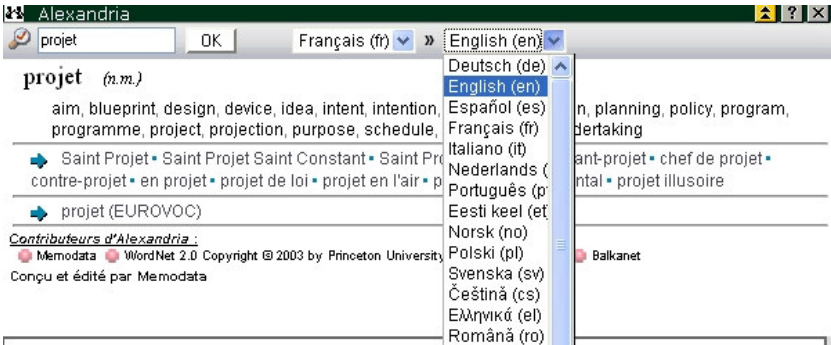 Alexandria
projet OK Français (fr) » English (en)
projet (n.m.)
aim, blueprint, design, device, idea, intent, intention, n, planning, policy, program,
programme, project, projection, purpose, schedule, dertaking
Saint Projet ▪ Saint Projet Saint Constant ▪ Saint Pro ant-projet ▪ chef de projet ▪
contre-projet ▪ en projet ▪ projet de loi ▪ projet en l'air ▪ p ntal ▪ projet illusoire
projet (EUROVOC)
Contributeurs d'Alexandria :
Memodata WordNet 2.0 Copyright © 2003 by Princeton University Balkanet
Conçu et édité par Memodata
Deutsch (de)
English (en)
Español (es)
Français (fr)
Italiano (it)
Nederlands (
Português (p
Eesti keel (et
Norsk (no)
Polski (pl)
Svenska (sv)
Čeština (cs)
Ελληνικά (el)
Română (ro)